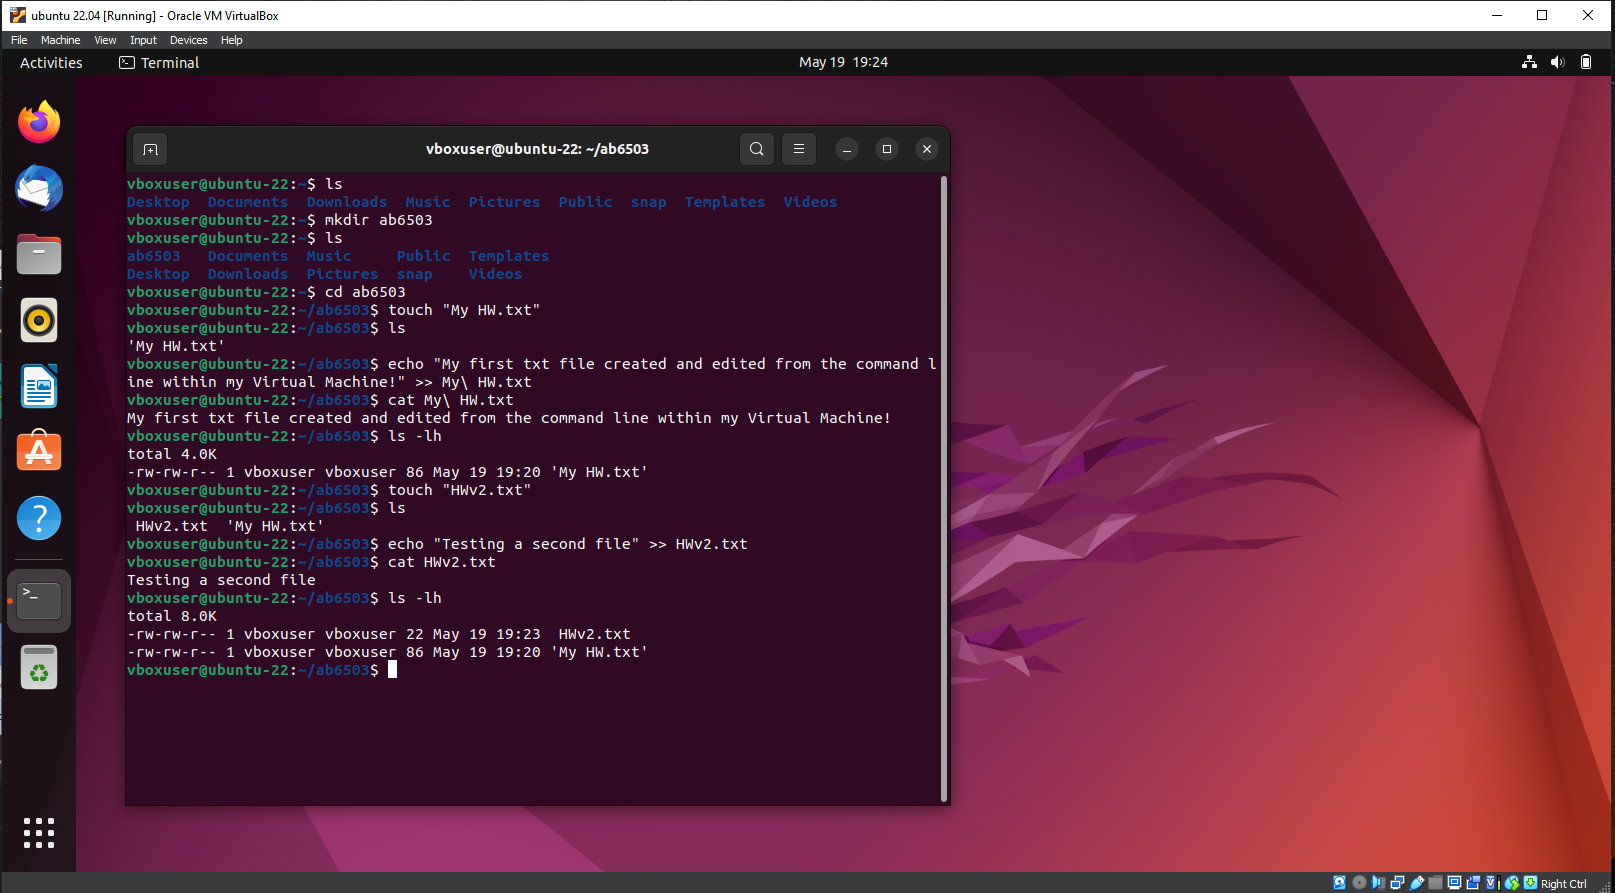 ubuntu 22.04 [Running] - Oracle VM VirtualBox
File Machine View Input Devices Help
Activities Terminal May 19 19:24
vboxuser@ubuntu-22: ~/ab6503
vboxuser@ubuntu-22:~$ ls
Desktop Documents Downloads Music Pictures Public snap Templates Videos
vboxuser@ubuntu-22:~$ mkdir ab6503
vboxuser@ubuntu-22:~$ ls
ab6503 Documents Music Public Templates
Desktop Downloads Pictures snap Videos
vboxuser@ubuntu-22:~$ cd ab6503
vboxuser@ubuntu-22:~/ab6503$ touch "My HW.txt"
vboxuser@ubuntu-22:~/ab6503$ ls
'My HW.txt'
vboxuser@ubuntu-22:~/ab6503$ echo "My first txt file created and edited from the command l
ine within my Virtual Machine!" >> My\ HW.txt
vboxuser@ubuntu-22:~/ab6503$ cat My\ HW.txt
My first txt file created and edited from the command line within my Virtual Machine!
vboxuser@ubuntu-22:~/ab6503$ ls -lh
total 4.0K
-rw-rw-r-- 1 vboxuser vboxuser 86 May 19 19:20 'My HW.txt'
vboxuser@ubuntu-22:~/ab6503$ touch "HWv2.txt"
vboxuser@ubuntu-22:~/ab6503$ ls
HWv2.txt 'My HW.txt'
vboxuser@ubuntu-22:~/ab6503$ echo "Testing a second file" >> HWv2.txt
vboxuser@ubuntu-22:~/ab6503$ cat HWv2.txt
Testing a second file
vboxuser@ubuntu-22:~/ab6503$ ls -lh
total 8.0K
-rw-rw-r-- 1 vboxuser vboxuser 22 May 19 19:23 HWv2.txt
-rw-rw-r-- 1 vboxuser vboxuser 86 May 19 19:20 'My HW.txt'
vboxuser@ubuntu-22:~/ab6503$
Right Ctrl